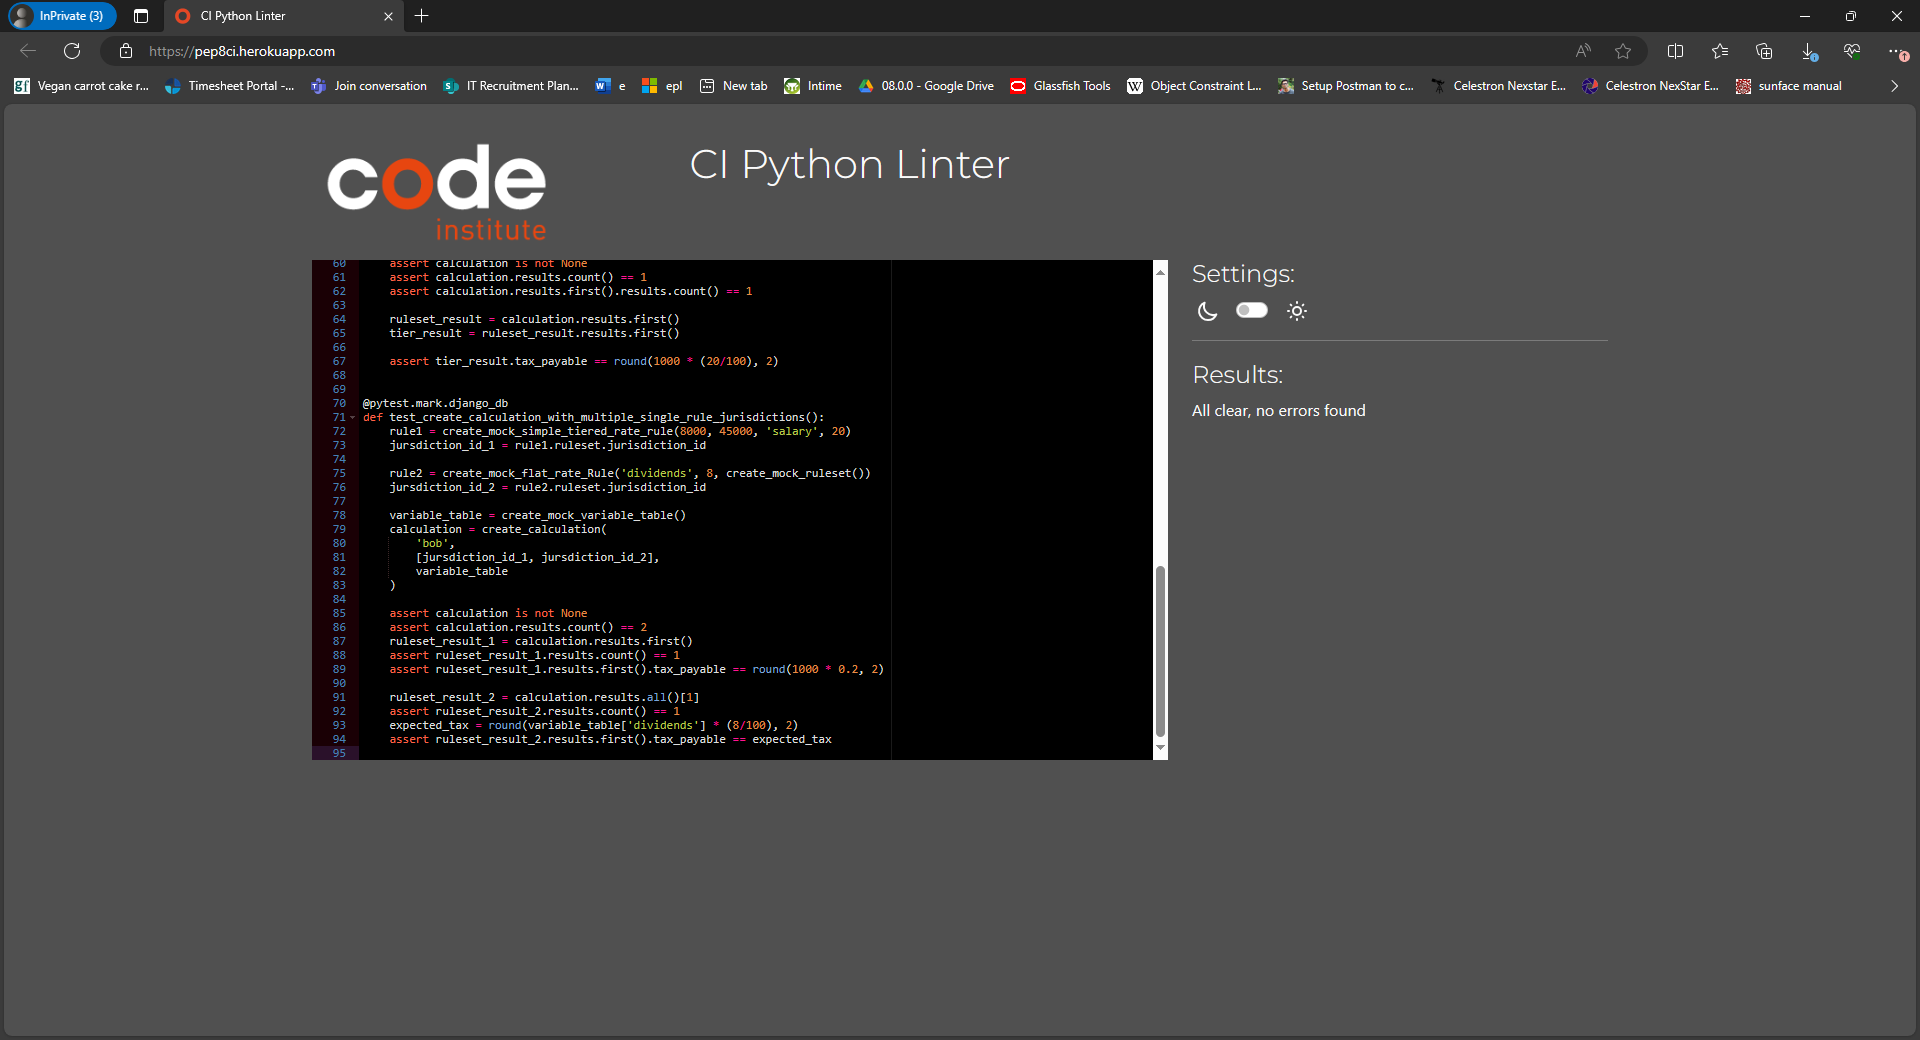 InPrivate (3)
CI Python Linter
https://pep8ci.herokuapp.com
Vegan carrot cake r...
Timesheet Portal -...
Join conversation
IT Recruitment Plan...
e
epl
New tab
Intime
08.0.0 - Google Drive
Glassfish Tools
Object Constraint L...
Setup Postman to c...
Celestron Nexstar E...
Celestron NexStar E...
sunface manual
code
institute
CI Python Linter
60 assert calculation is not None
61 assert calculation.results.count() == 1
62 assert calculation.results.first().results.count() == 1
63
64 ruleset_result = calculation.results.first()
65 tier_result = ruleset_result.results.first()
66
67 assert tier_result.tax_payable == round(1000 * (20/100), 2)
68
69
70 @pytest.mark.django_db
71 def test_create_calculation_with_multiple_single_rule_jurisdictions():
72 rule1 = create_mock_simple_tiered_rate_rule(8000, 45000, 'salary', 20)
73 jursdiction_id_1 = rule1.ruleset.jurisdiction_id
74
75 rule2 = create_mock_flat_rate_Rule('dividends', 8, create_mock_ruleset())
76 jursdiction_id_2 = rule2.ruleset.jurisdiction_id
77
78 variable_table = create_mock_variable_table()
79 calculation = create_calculation(
80 'bob',
81 [jursdiction_id_1, jursdiction_id_2],
82 variable_table
83 )
84
85 assert calculation is not None
86 assert calculation.results.count() == 2
87 ruleset_result_1 = calculation.results.first()
88 assert ruleset_result_1.results.count() == 1
89 assert ruleset_result_1.results.first().tax_payable == round(1000 * 0.2, 2)
90
91 ruleset_result_2 = calculation.results.all()[1]
92 assert ruleset_result_2.results.count() == 1
93 expected_tax = round(variable_table['dividends'] * (8/100), 2)
94 assert ruleset_result_2.results.first().tax_payable == expected_tax
95
Settings:
Results:
All clear, no errors found